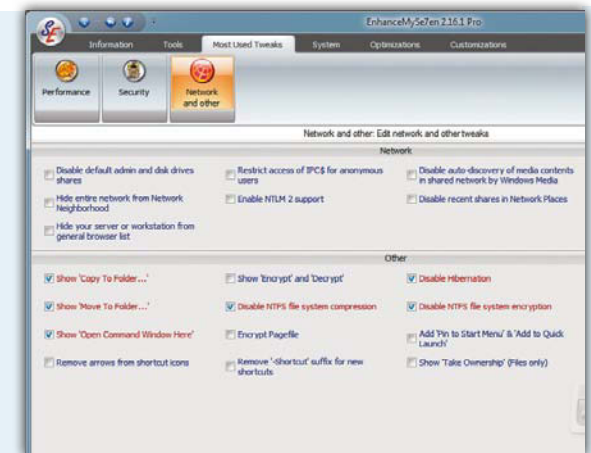 EnhanceMySe7en 2.16.1 Pro
Information Tools Most Used Tweaks System Optimizations Customizations
Performance Security Network
and other
Network and other: Edit network and other tweaks
Network
Disable default admin and disk drives
shares
Restrict access of IPC$ for anonymous
users
Disable auto-discovery of media contents
in shared network by Windows Media
Hide entire network from Network
Neighborhood
Enable NTLM 2 support
Disable recent shares in Network Places
Hide your server or workstation from
general browser list
Other
Show 'Copy To Folder...'
Show 'Encrypt' and 'Decrypt'
Disable Hibernation
Show 'Move To Folder...'
Disable NTFS file system compression
Disable NTFS file system encryption
Show 'Open Command Window Here'
Encrypt Pagefile
Add 'Pin to Start Menu' & 'Add to Quick
Launch'
Remove arrows from shortcut icons
Remove '-Shortcut' suffix for new
shortcuts
Show 'Take Ownership' (Files only)